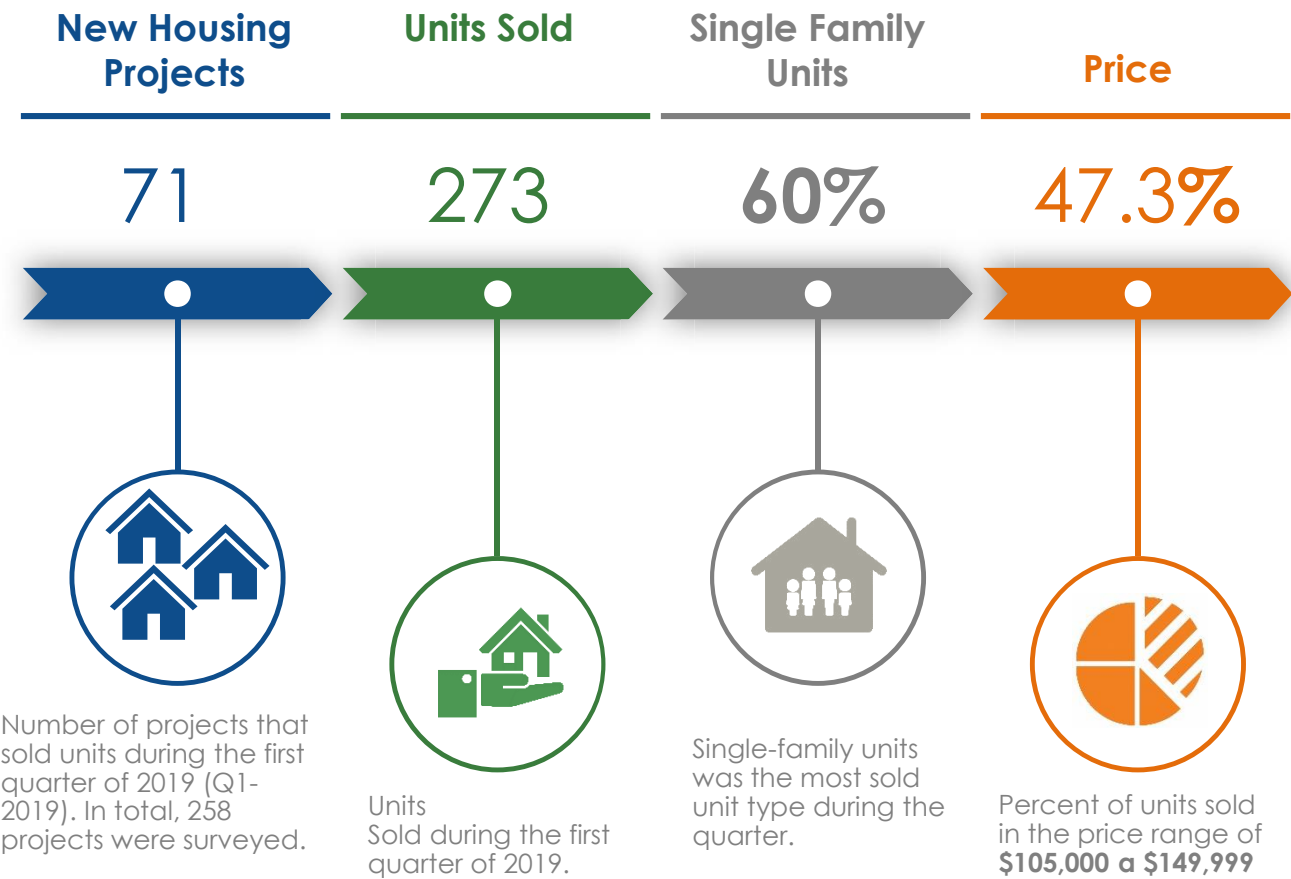 New Housing
Projects
71
Number of projects that
sold units during the first
quarter of 2019 (Q1-
2019). In total, 258
projects were surveyed.
Units Sold
273
Units
Sold during the first
quarter of 2019.
Single Family
Units
60%
Single-family units
was the most sold
unit type during the
quarter.
Price
47.3%
Percent of units sold
in the price range of
$105,000 a $149,999